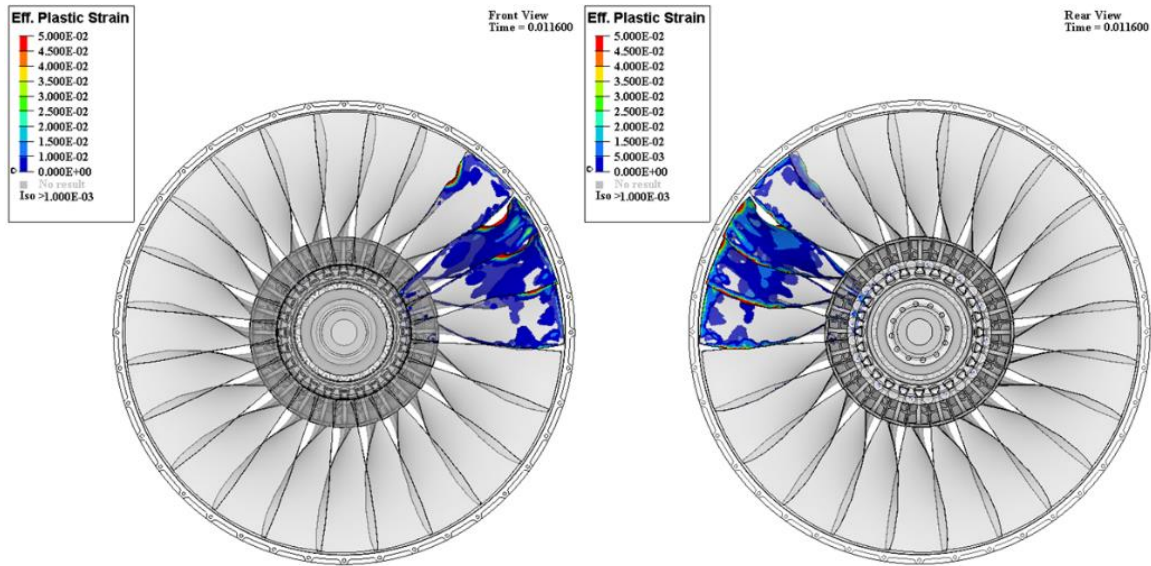 Eff. Plastic Strain
5.000E-02
4.500E-02
4.000E-02
3.500E-02
3.000E-02
2.500E-02
2.000E-02
1.500E-02
1.000E-02
0.000E+00
No result
Iso >1.000E-03
Front View
Time = 0.011600
Eff. Plastic Strain
5.000E-02
4.500E-02
4.000E-02
3.500E-02
3.000E-02
2.500E-02
2.000E-02
1.500E-02
5.000E-03
0.000E+00
No result
Iso >1.000E-03
Rear View
Time = 0.011600